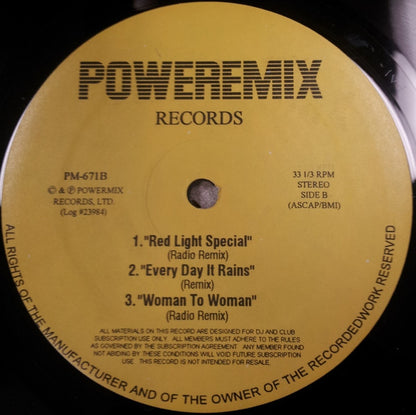 POWEREMIX
RECORDS
PM-671B
© & ℗ POWERMIX
RECORDS, LTD.
(Log #23984)
33 1/3 RPM
STEREO
SIDE B
(ASCAP/BMI)
1. "Red Light Special"
(Radio Remix)
2. "Every Day It Rains"
(Remix)
3. "Woman To Woman"
(Radio Remix)
ALL MATERIALS ON THIS RECORD ARE DESIGNED FOR DJ AND CLUB
SUBSCRIPTION USE ONLY. ALL MEMBERS MUST ADHERE TO THE RULES
AS GOVERNED BY THE SUBSCRIPTION AGREEMENT. ANY MEMBER FOUND
NOT ABIDING BY THESE CONDITIONS WILL VOID FUTURE SUBSCRIPTION
USE. THIS RECORD IS NOT INTENDED FOR RESALE.
ALL RIGHTS OF THE MANUFACTURER AND OF THE OWNER OF THE RECORDEDWORK RESERVED